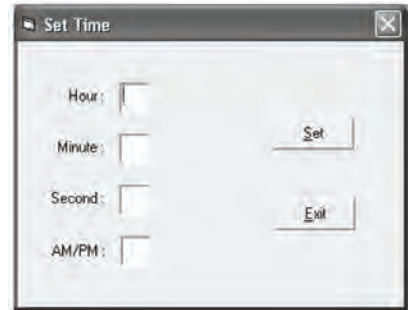 Set Time
Hour :
Set
Minute :
Second :
Exit
AM/PM :